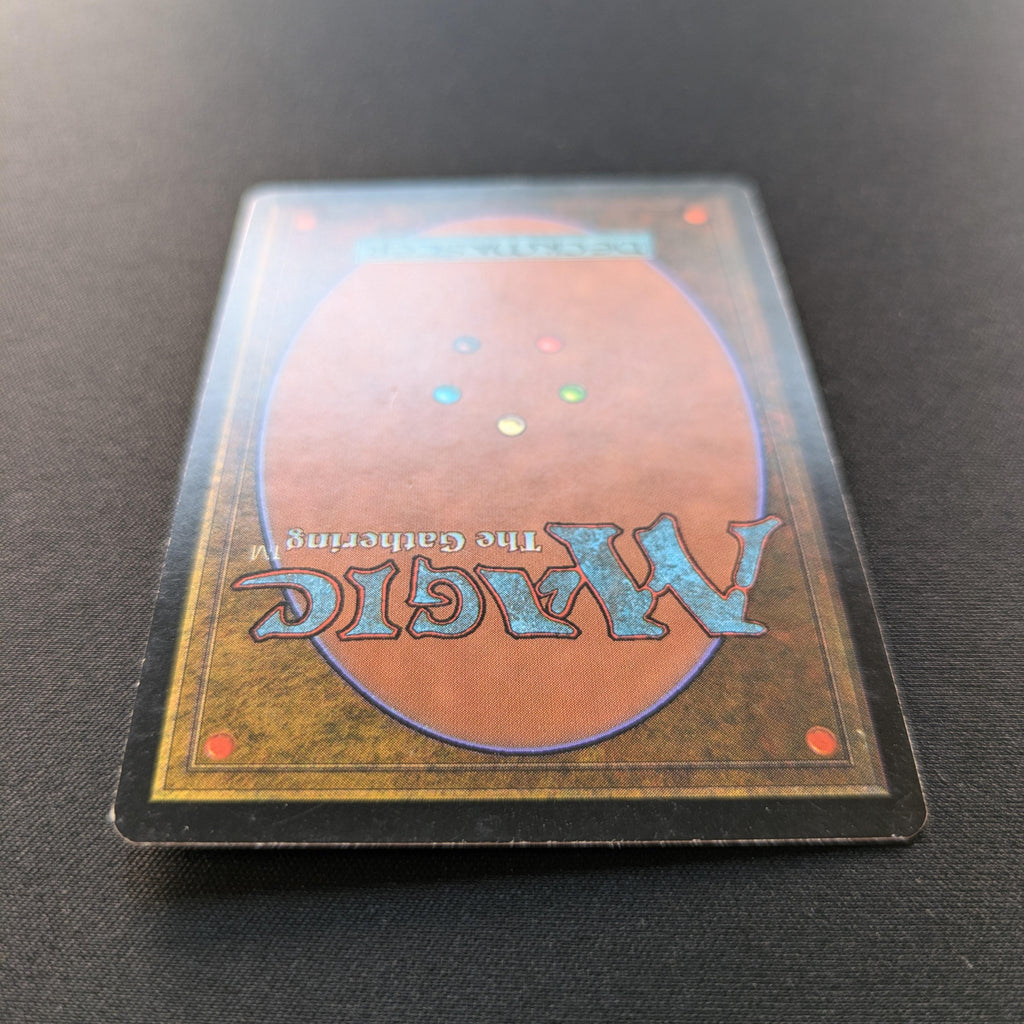 MAGIC
The Gathering
TM
DECKMASTER